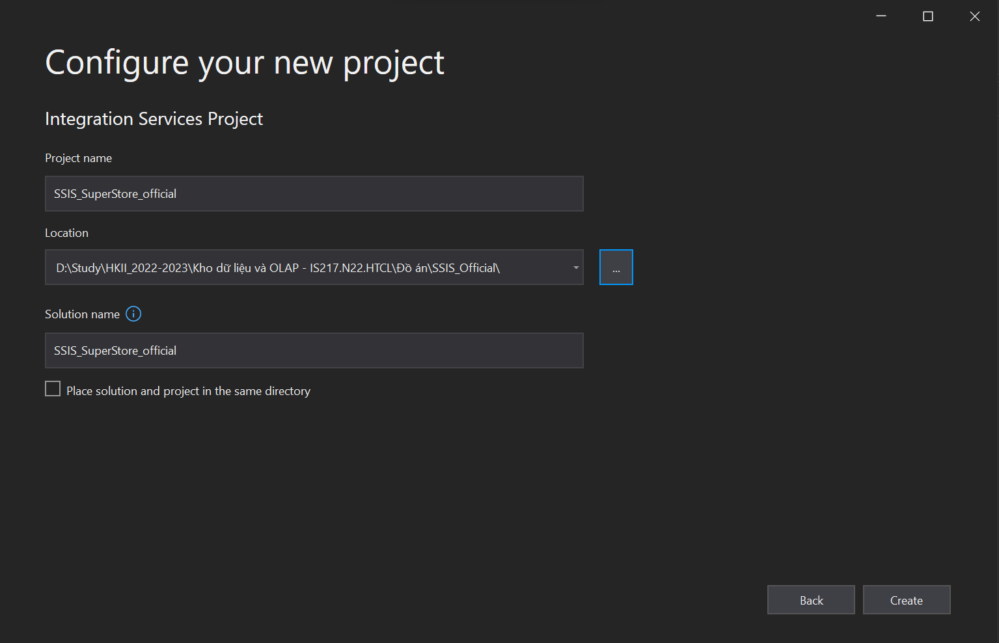 Configure your new project
Integration Services Project
Project name
SSIS_SuperStore_official
Location
D:\Study\HKII_2022-2023\Kho dữ liệu và OLAP - IS217.N22.HTCL\Đồ án\SSIS_Official\
...
Solution name
SSIS_SuperStore_official
Place solution and project in the same directory
Back
Create